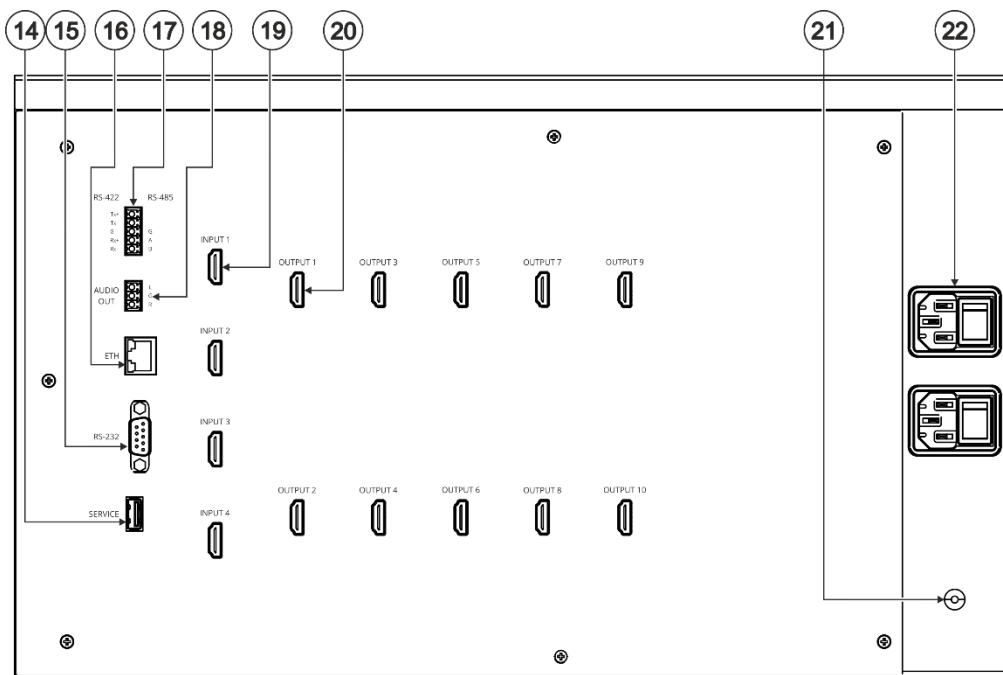 14 15 16 17 18 19 20 21 22
RS-422 RS-485
Tx+
Tx-
G G
Rx+ A
Rx-
AUDIO OUT
L
G
R
ETH
RS-232
SERVICE
INPUT 1
INPUT 2
INPUT 3
INPUT 4
OUTPUT 1 OUTPUT 3 OUTPUT 5 OUTPUT 7 OUTPUT 9
OUTPUT 2 OUTPUT 4 OUTPUT 6 OUTPUT 8 OUTPUT 10